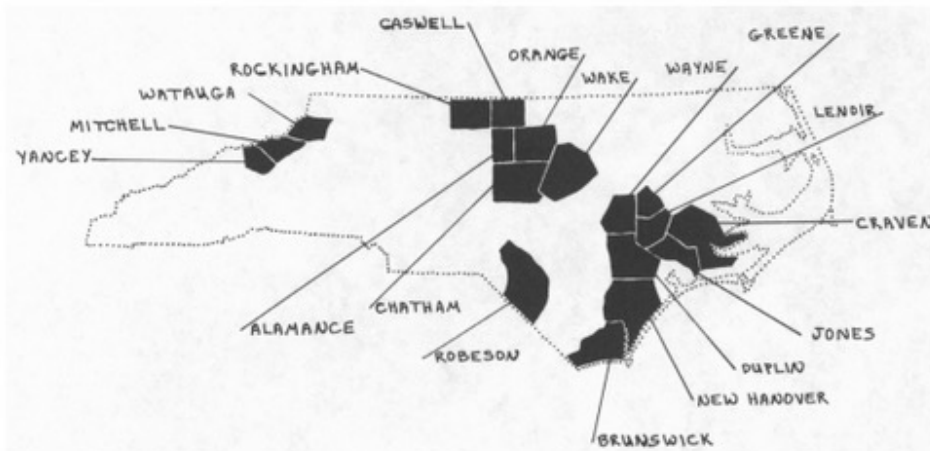 CASWELL
ORANGE
GREENE
ROCKINGHAM
WAKE
WAYNE
WATAUGA
LENOIR
MITCHELL
YANCEY
CRAVEN
CHATHAM
ALAMANCE
JONES
ROBESON
DUPLIN
NEW HANOVER
BRUNSWICK